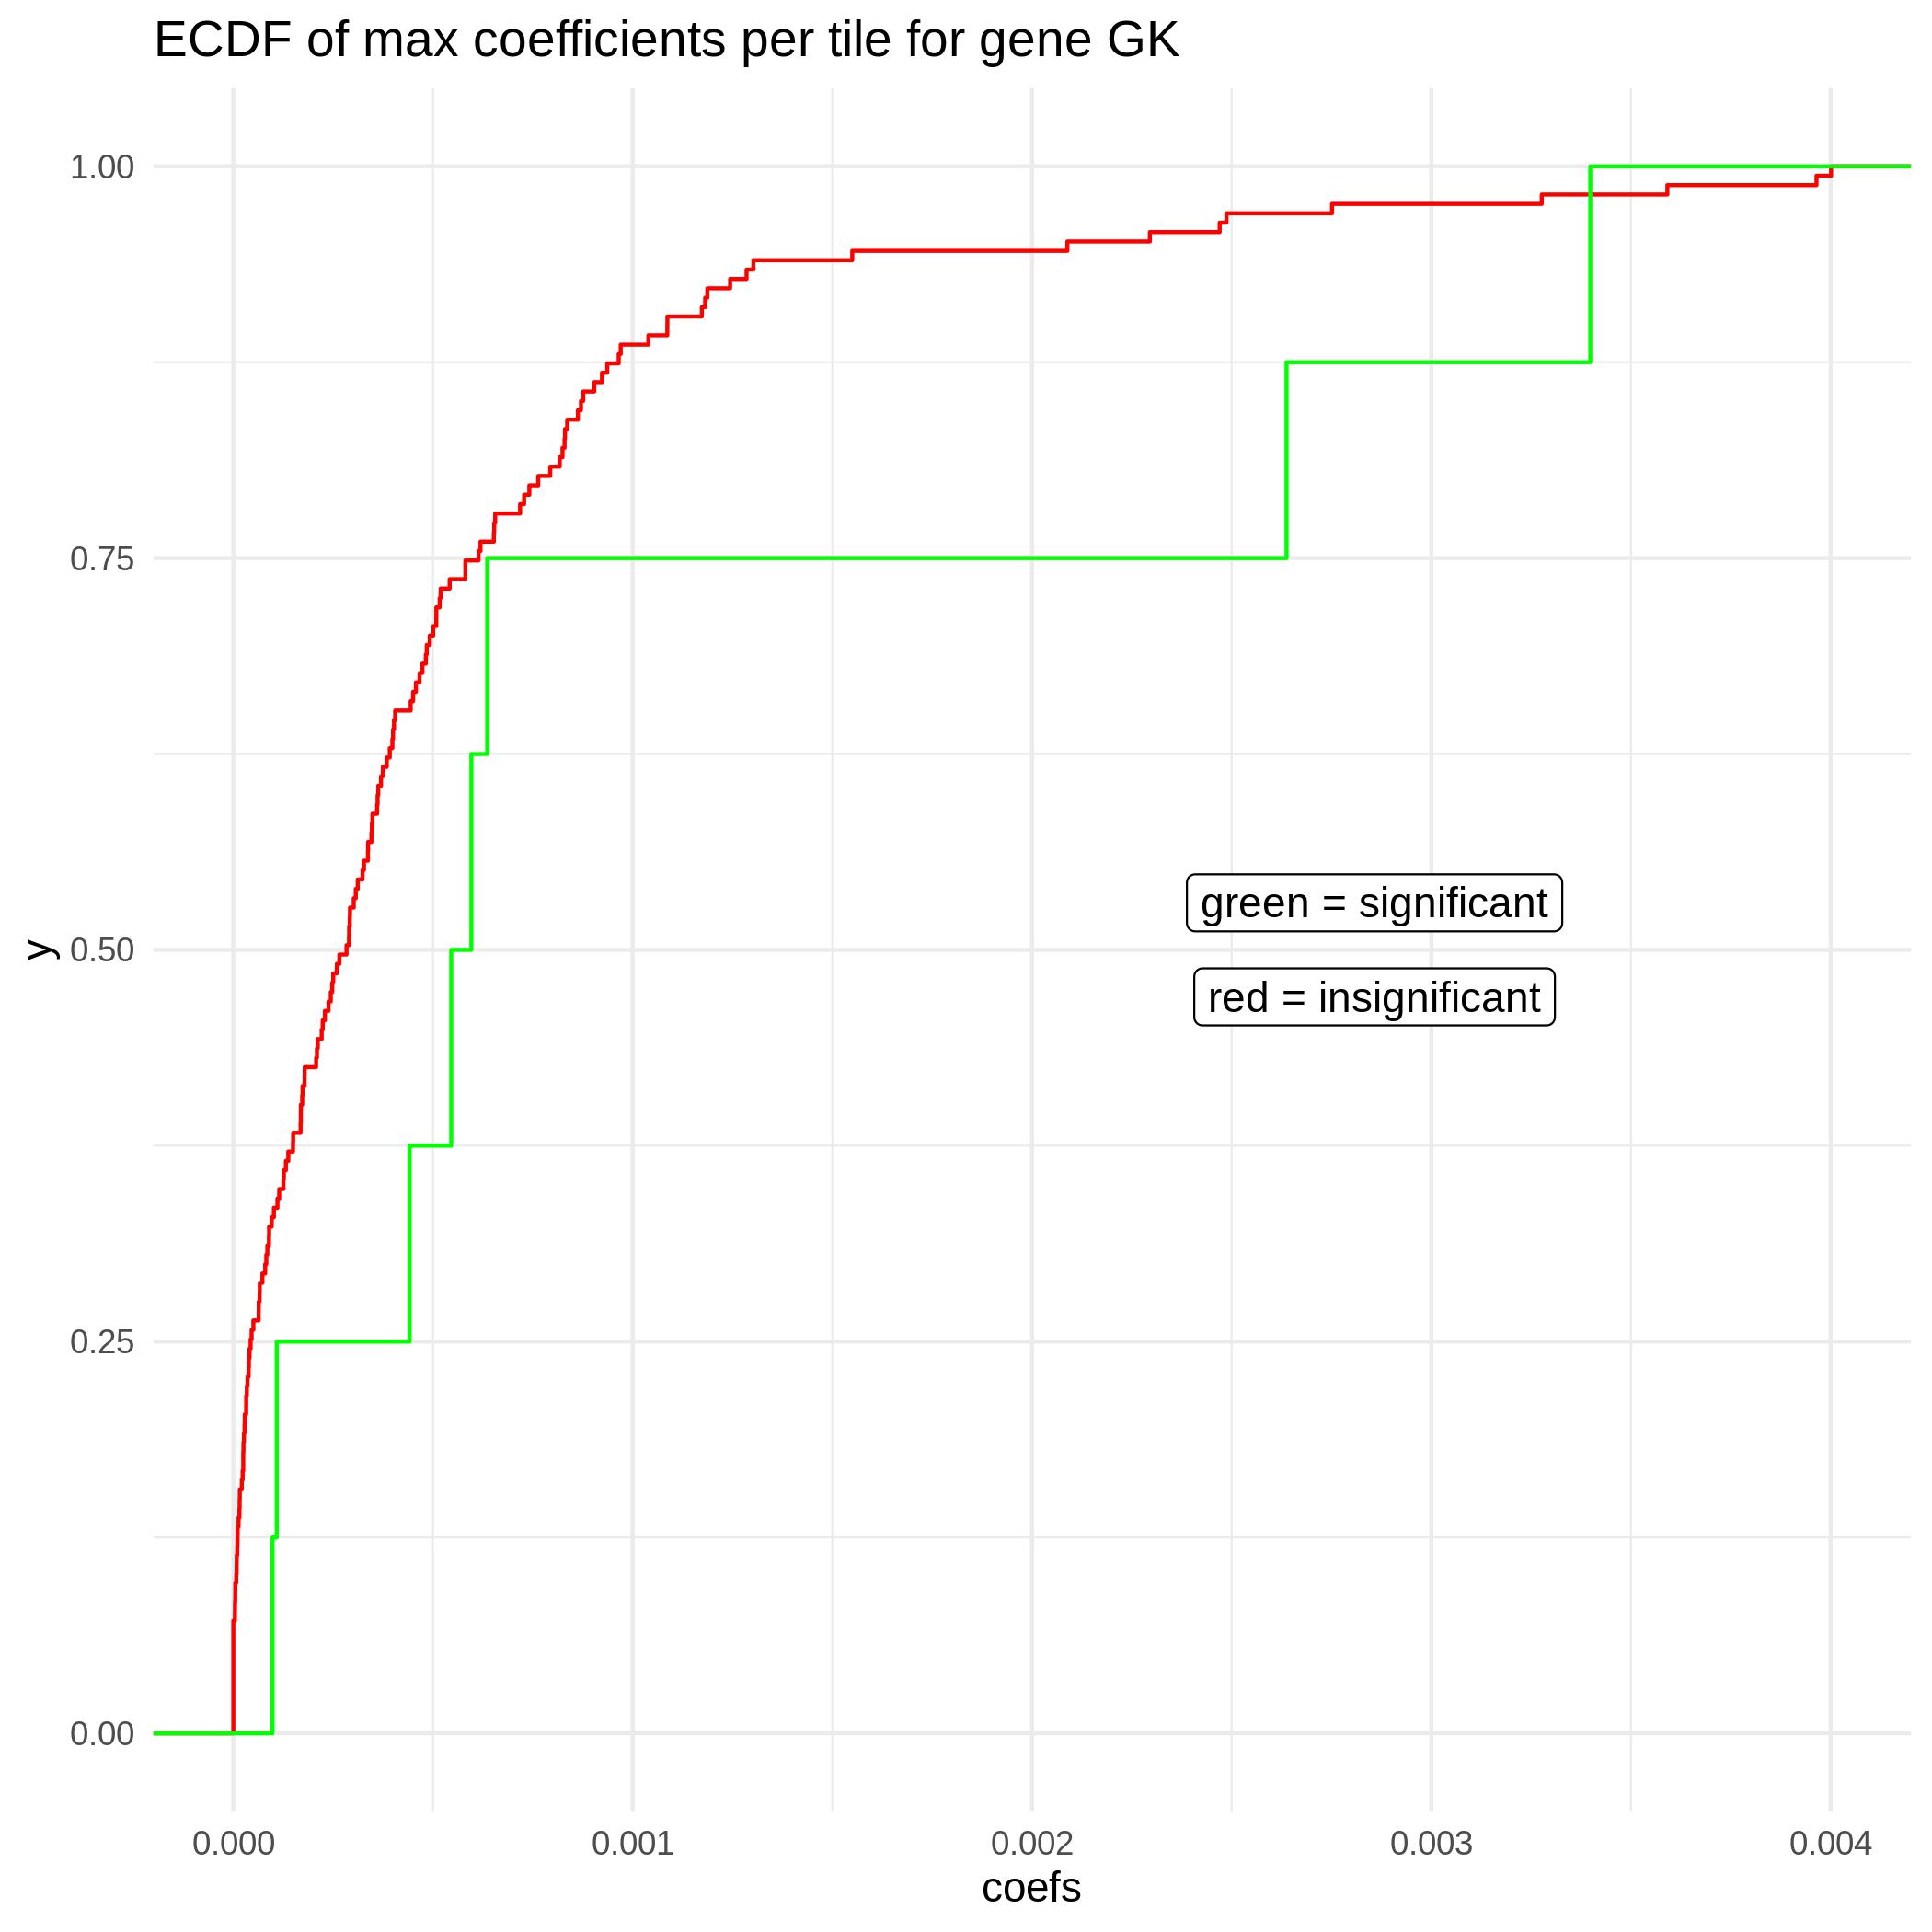 ECDF of max coefficients per tile for gene GK
1.00
0.75
0.50
0.25
0.00
y
green = significant
red = insignificant
0.000 0.001 0.002 0.003 0.004
coefs